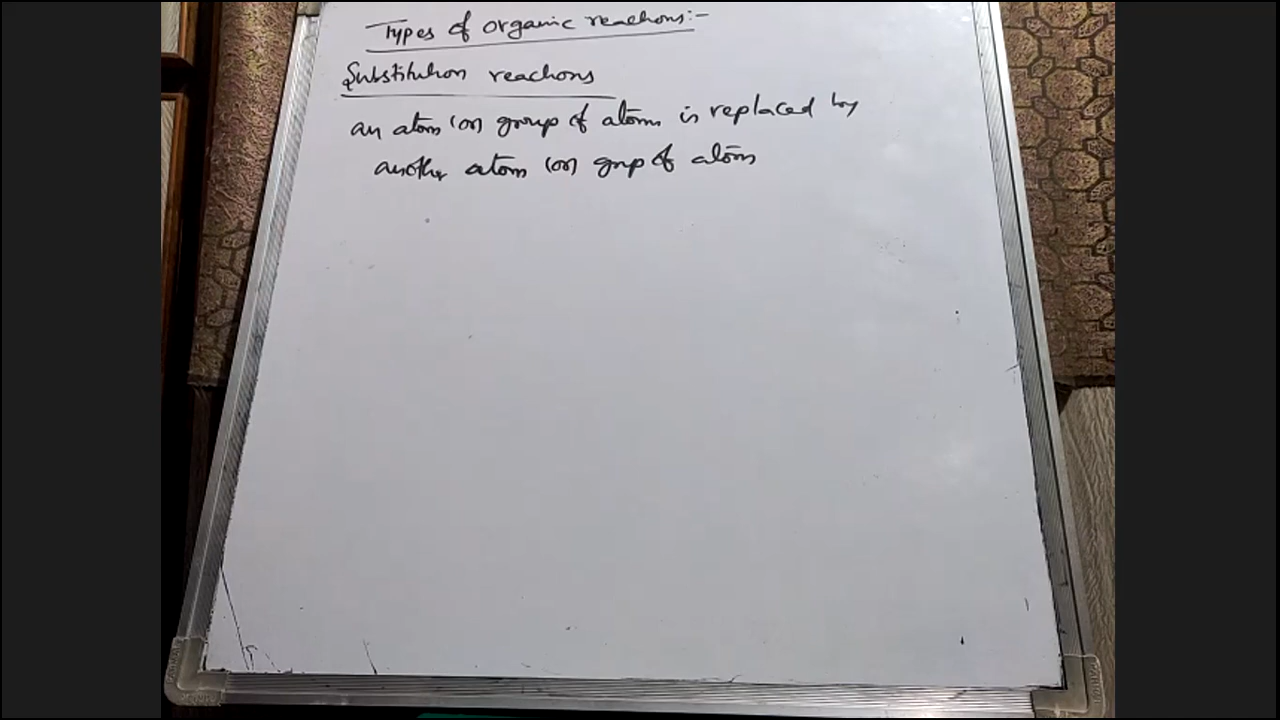 Types of organic reactions:-
Substitution reactions
an atom (or) group of atoms is replaced by
another atom (or) grup of atoms